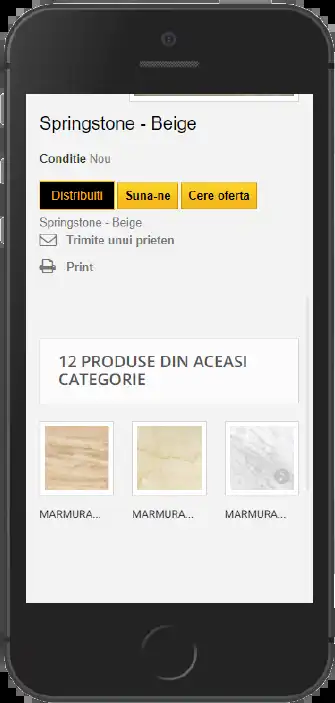 Springstone - Beige
Conditie Nou
Distribuiti Suna-ne Cere oferta
Springstone - Beige
Trimite unui prieten
Print
12 PRODUSE DIN ACEASI
CATEGORIE
MARMURA... MARMURA... MARMURA...